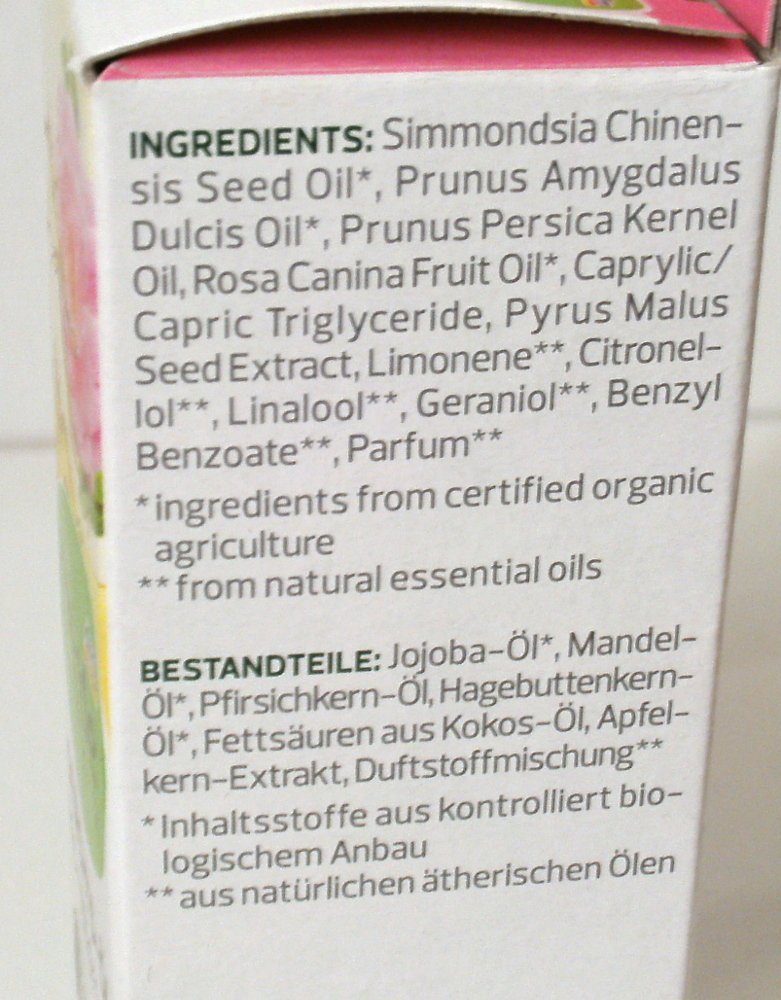 INGREDIENTS: Simmondsia Chinen-
sis Seed Oil*, Prunus Amygdalus
Dulcis Oil*, Prunus Persica Kernel
Oil, Rosa Canina Fruit Oil*, Caprylic/
Capric Triglyceride, Pyrus Malus
Seed Extract, Limonene**, Citronel-
lol**, Linalool**, Geraniol**, Benzyl
Benzoate**, Parfum**
* ingredients from certified organic
agriculture
** from natural essential oils
BESTANDTEILE: Jojoba-Öl*, Mandel-
Öl*, Pfirsichkern-Öl, Hagebuttenkern-
Öl*, Fettsäuren aus Kokos-Öl, Apfel-
kern-Extrakt, Duftstoffmischung**
* Inhaltsstoffe aus kontrolliert bio-
logischem Anbau
** aus natürlichen ätherischen Ölen